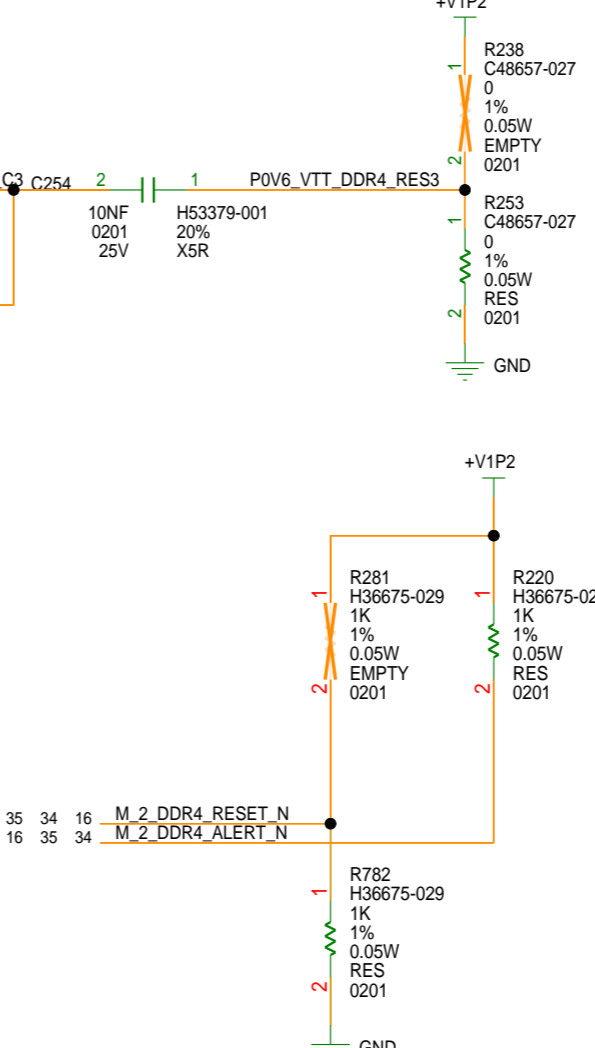 +V1P2
R238
C48657-027
1
0
1%
0.05W
EMPTY
2
0201
C3
C254
2
1
P0V6_VTT_DDR4_RES3
10NF
0201
25V
H53379-001
20%
X5R
R253
1
C48657-027
0
1%
0.05W
RES
2
0201
GND
+V1P2
R281
1
H36675-029
1K
1%
0.05W
EMPTY
2
0201
R220
1
H36675-02
1K
1%
0.05W
RES
2
0201
35 34 16 M_2_DDR4_RESET_N
16 35 34 M_2_DDR4_ALERT_N
R782
1
H36675-029
1K
1%
0.05W
RES
2
0201
GND